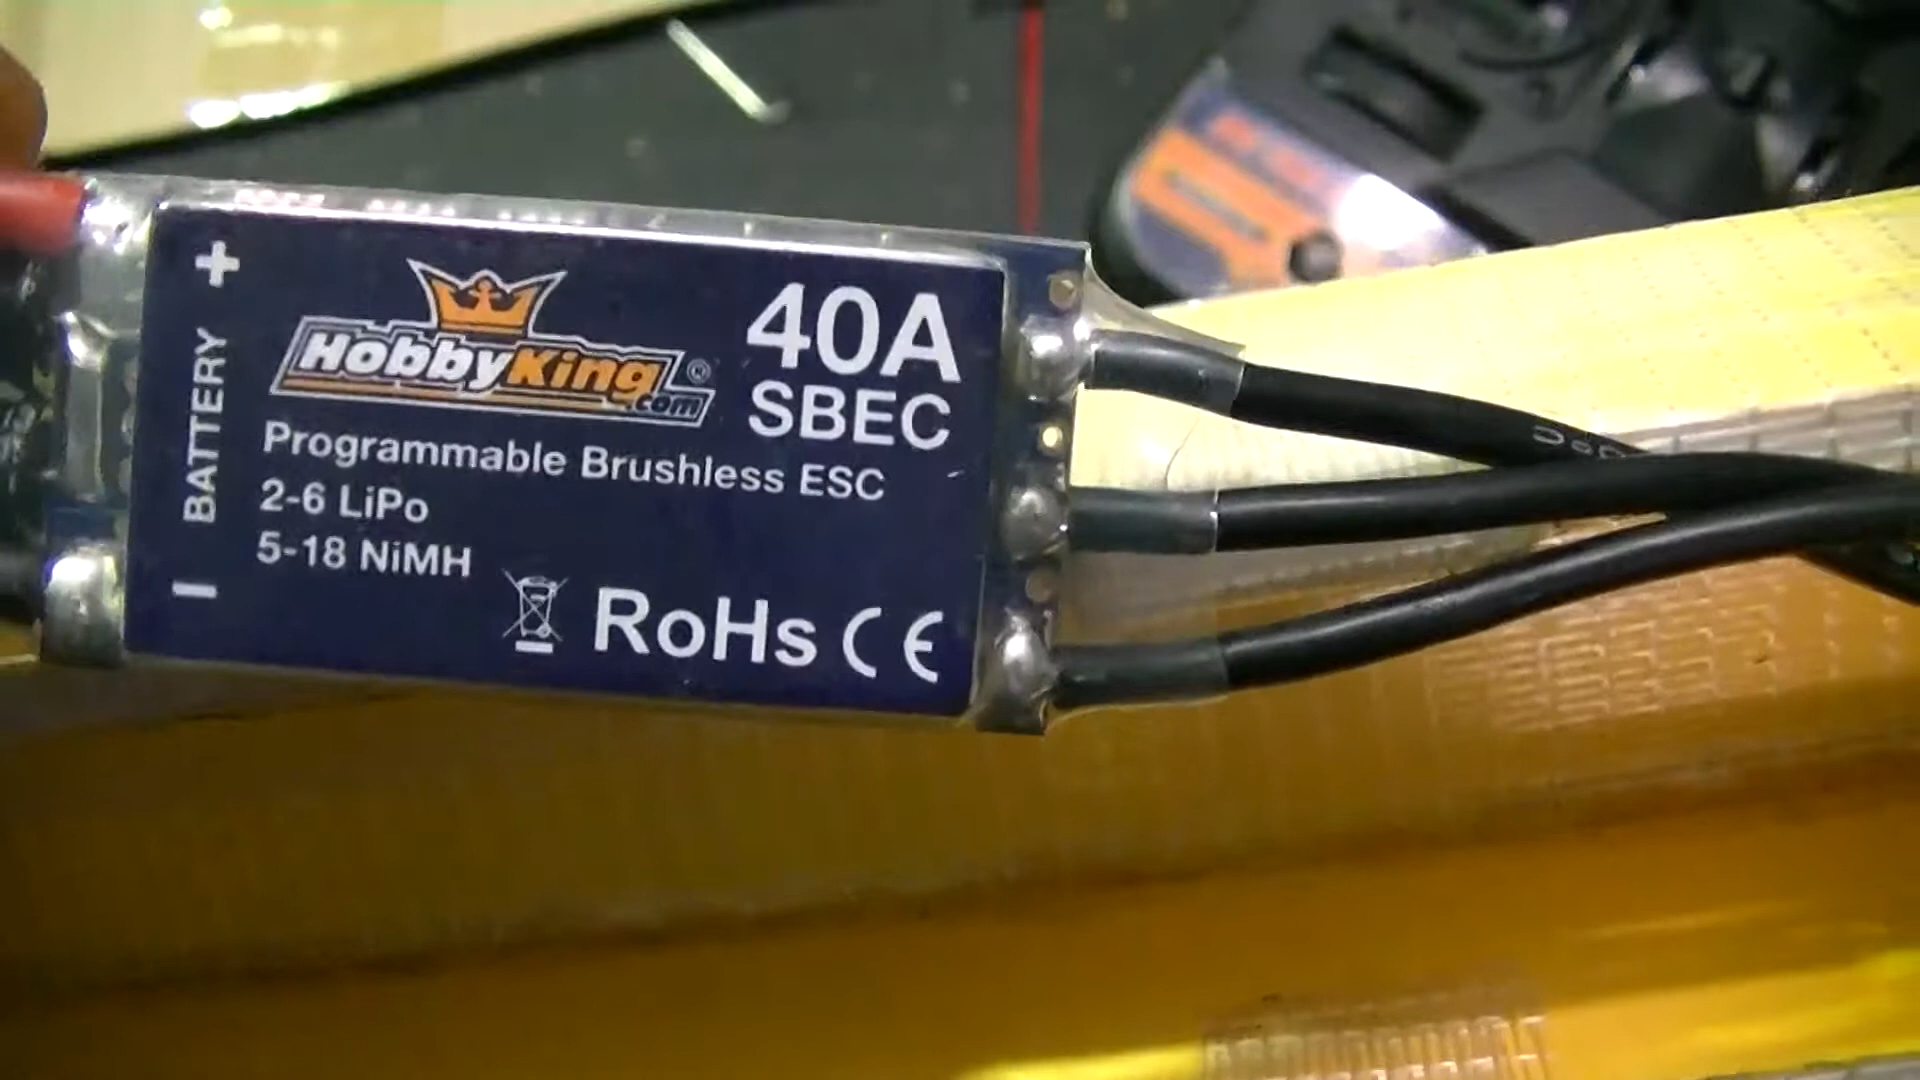 +
BATTERY
−
HobbyKing®
.com
40A
SBEC
Programmable Brushless ESC
2-6 LiPo
5-18 NiMH
RoHs CE